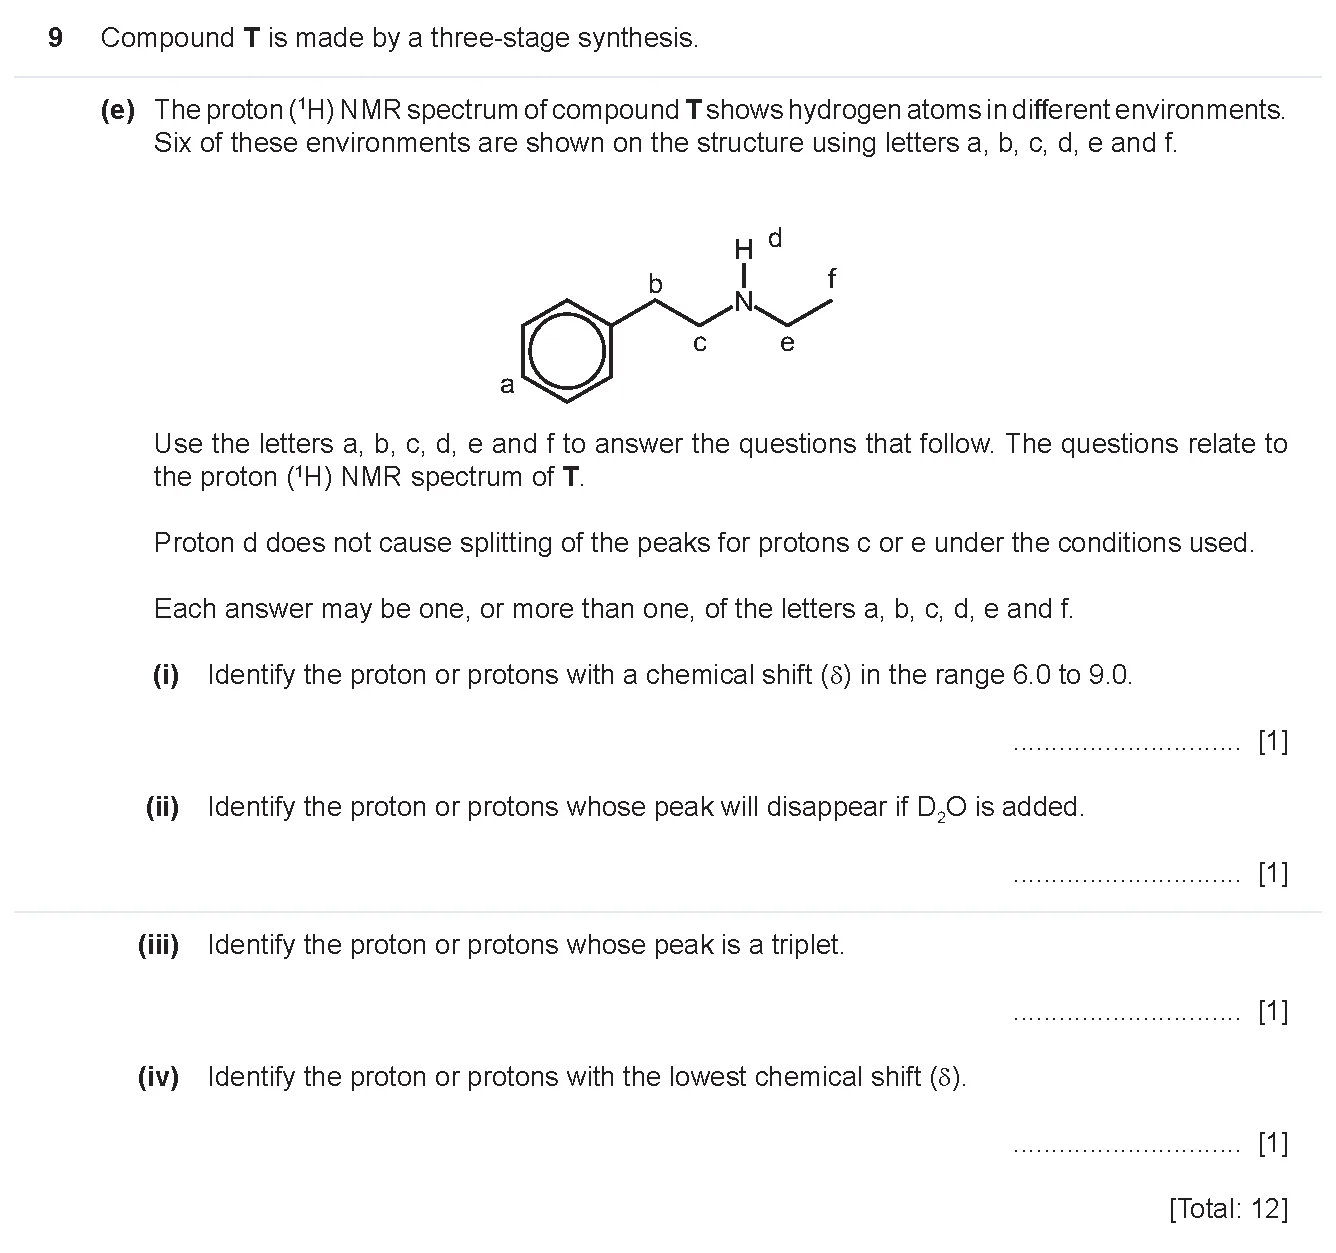 9 Compound T is made by a three-stage synthesis.
(e) The proton (¹H) NMR spectrum of compound T shows hydrogen atoms in different environments.
Six of these environments are shown on the structure using letters a, b, c, d, e and f.
H d
b
f
N
c
e
a
Use the letters a, b, c, d, e and f to answer the questions that follow. The questions relate to
the proton (¹H) NMR spectrum of T.
Proton d does not cause splitting of the peaks for protons c or e under the conditions used.
Each answer may be one, or more than one, of the letters a, b, c, d, e and f.
(i) Identify the proton or protons with a chemical shift (δ) in the range 6.0 to 9.0.
.............................. [1]
(ii) Identify the proton or protons whose peak will disappear if D₂O is added.
.............................. [1]
(iii) Identify the proton or protons whose peak is a triplet.
.............................. [1]
(iv) Identify the proton or protons with the lowest chemical shift (δ).
.............................. [1]
[Total: 12]